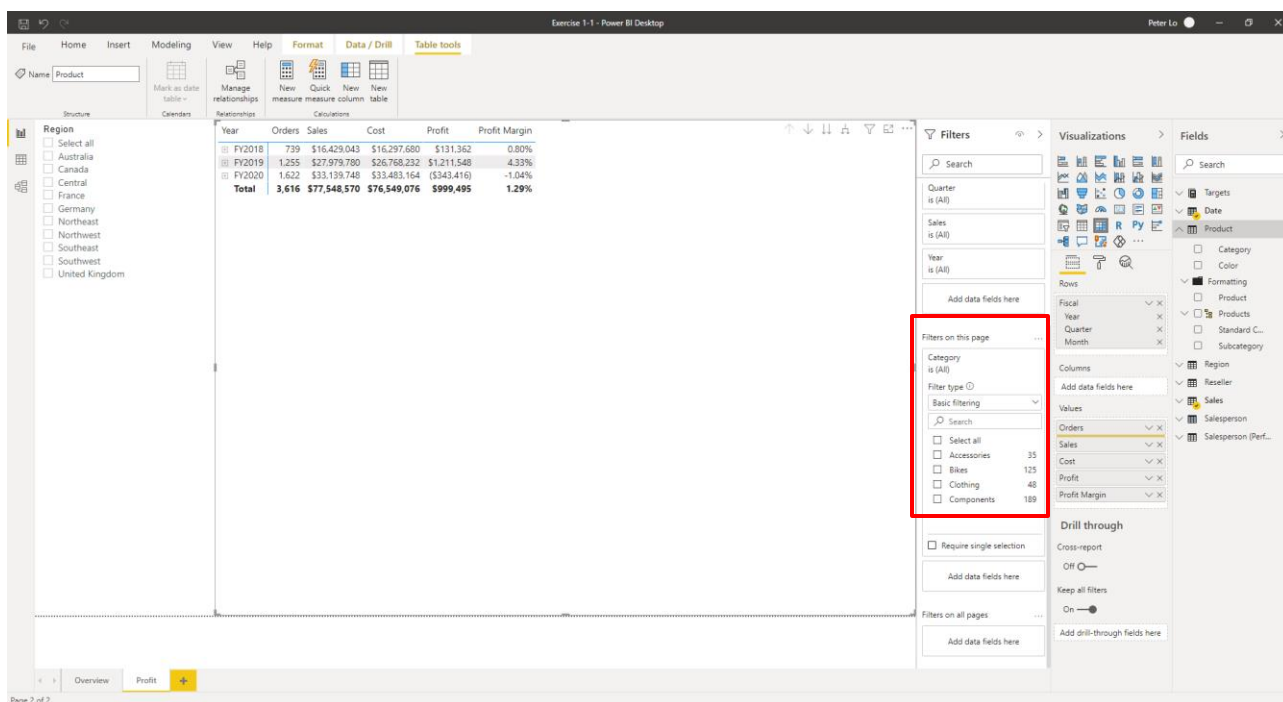 Exercise 1-1 - Power BI Desktop
Peter Lo
File Home Insert Modeling View Help Format Data / Drill Table tools
Name Product
Mark as date table
Manage relationships
New measure
Quick measure
New column
New table
Structure Calendars Relationships Calculations
Region
Select all
Australia
Canada
Central
France
Germany
Northeast
Northwest
Southeast
Southwest
United Kingdom
Year Orders Sales Cost Profit Profit Margin
FY2018 739 $16,429,043 $16,297,680 $131,362 0.80%
FY2019 1,255 $27,979,780 $26,768,232 $1,211,548 4.33%
FY2020 1,622 $33,139,748 $33,483,164 ($343,416) -1.04%
Total 3,616 $77,548,570 $76,549,076 $999,495 1.29%
Filters
Search
Quarter
is (All)
Sales
is (All)
Year
is (All)
Add data fields here
Filters on this page
Category
is (All)
Filter type
Basic filtering
Search
Select all
Accessories 35
Bikes 125
Clothing 48
Components 189
Require single selection
Add data fields here
Filters on all pages
Add data fields here
Visualizations
R Py
Rows
Fiscal
Year
Quarter
Month
Columns
Add data fields here
Values
Orders
Sales
Cost
Profit
Profit Margin
Drill through
Cross-report
Off
Keep all filters
On
Add drill-through fields here
Fields
Search
Targets
Date
Product
Category
Color
Formatting
Product
Products
Standard C...
Subcategory
Region
Reseller
Sales
Salesperson
Salesperson (Perf...
Overview Profit
Page 2 of 2